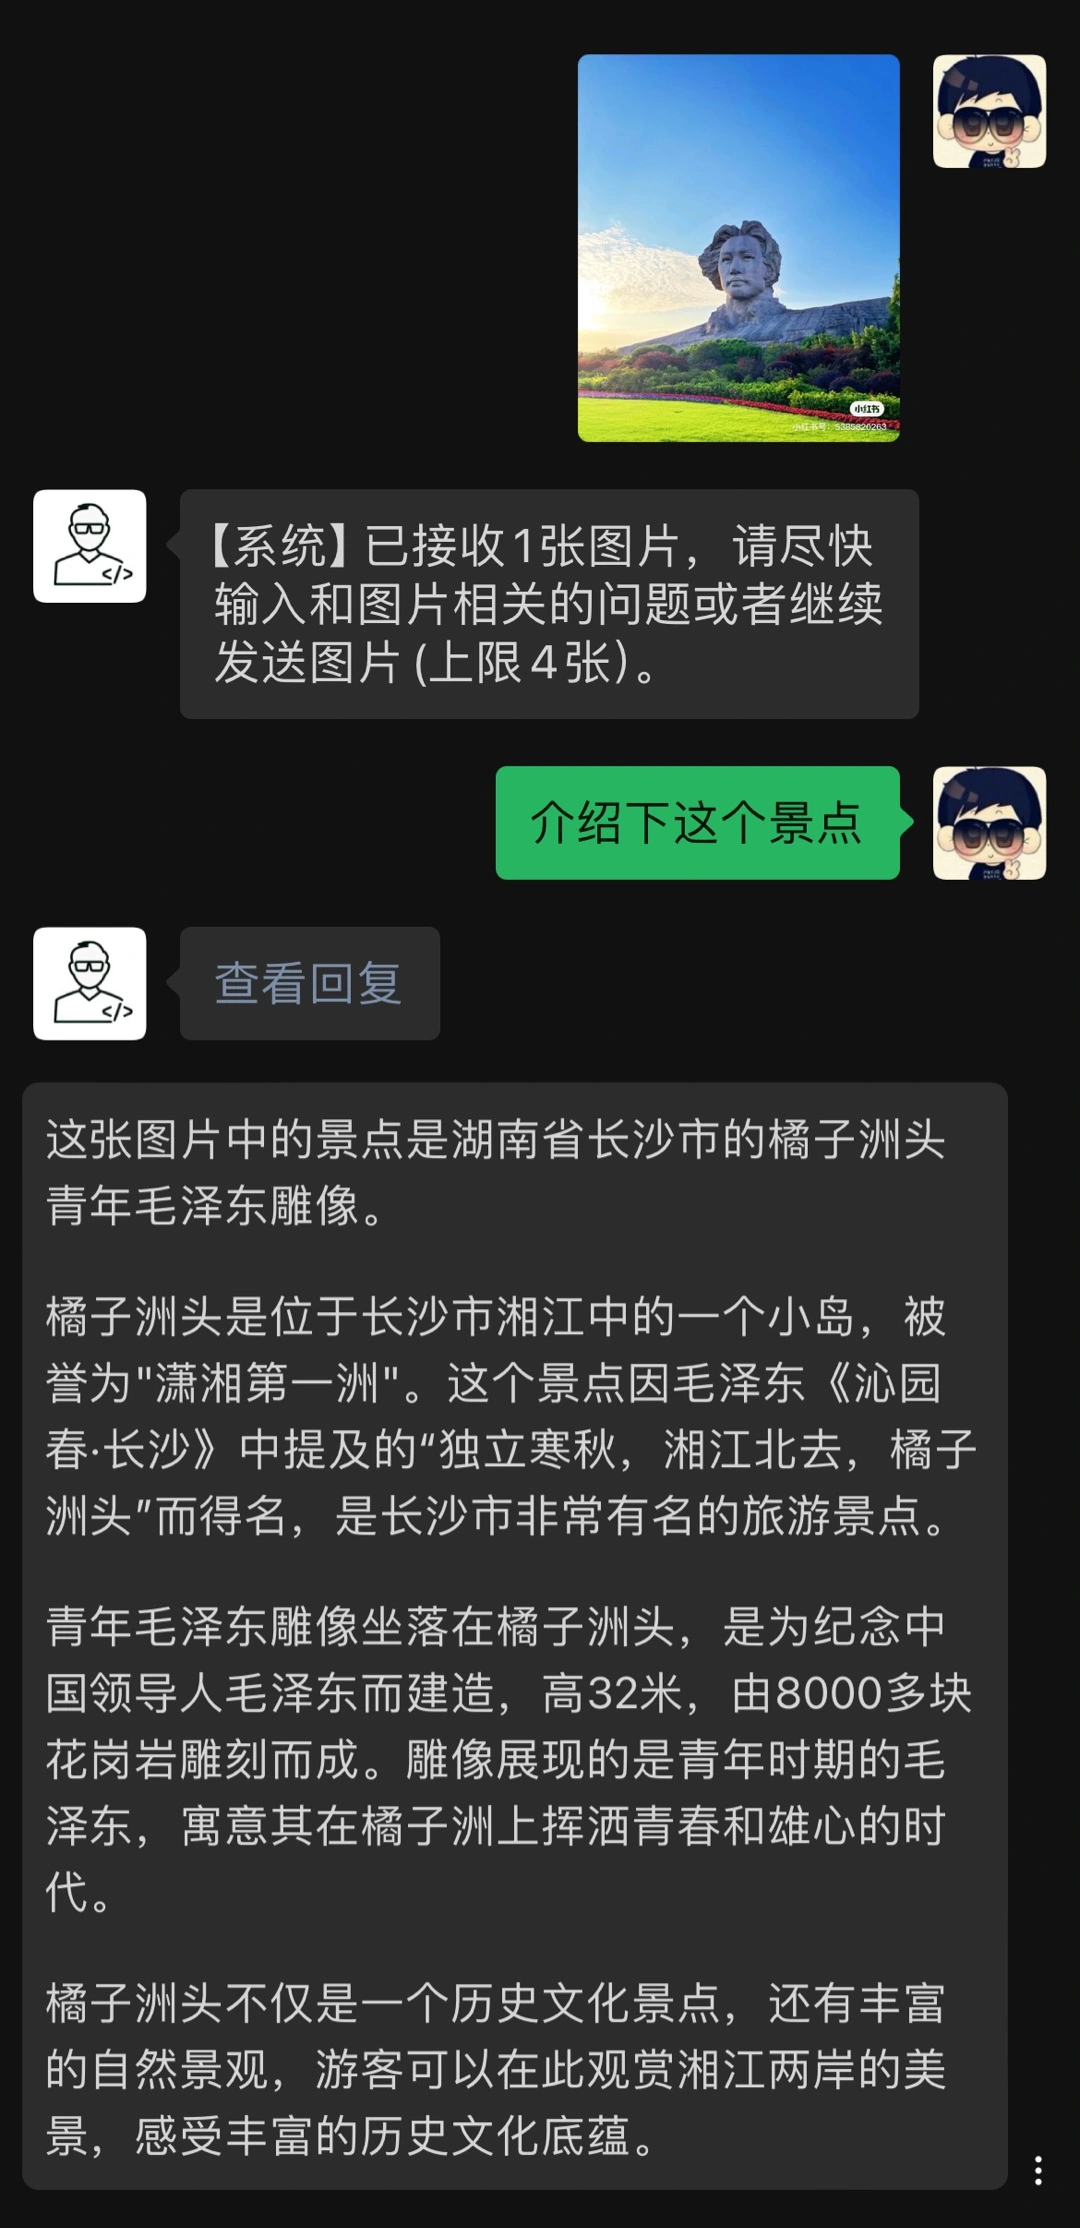 小红书
小红书号：5385820263
【系统】已接收1张图片，请尽快
输入和图片相关的问题或者继续
发送图片(上限4张)。
介绍下这个景点
</>
查看回复
</>
这张图片中的景点是湖南省长沙市的橘子洲头
青年毛泽东雕像。
橘子洲头是位于长沙市湘江中的一个小岛，被
誉为"潇湘第一洲"。这个景点因毛泽东《沁园
春·长沙》中提及的“独立寒秋，湘江北去，橘子
洲头”而得名，是长沙市非常有名的旅游景点。
青年毛泽东雕像坐落在橘子洲头，是为纪念中
国领导人毛泽东而建造，高32米，由8000多块
花岗岩雕刻而成。雕像展现的是青年时期的毛
泽东，寓意其在橘子洲上挥洒青春和雄心的时
代。
橘子洲头不仅是一个历史文化景点，还有丰富
的自然景观，游客可以在此观赏湘江两岸的美
景，感受丰富的历史文化底蕴。